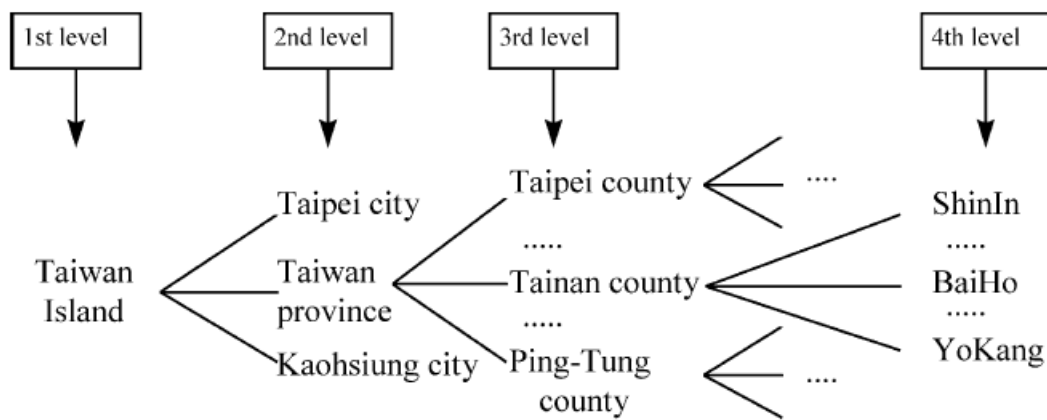 1st level
2nd level
3rd level
4th level
Taiwan
Island
Taipei city
Taiwan
province
Kaohsiung city
Taipei county
.....
Tainan county
.....
Ping-Tung
county
....
....
ShinIn
.....
BaiHo
.....
YoKang